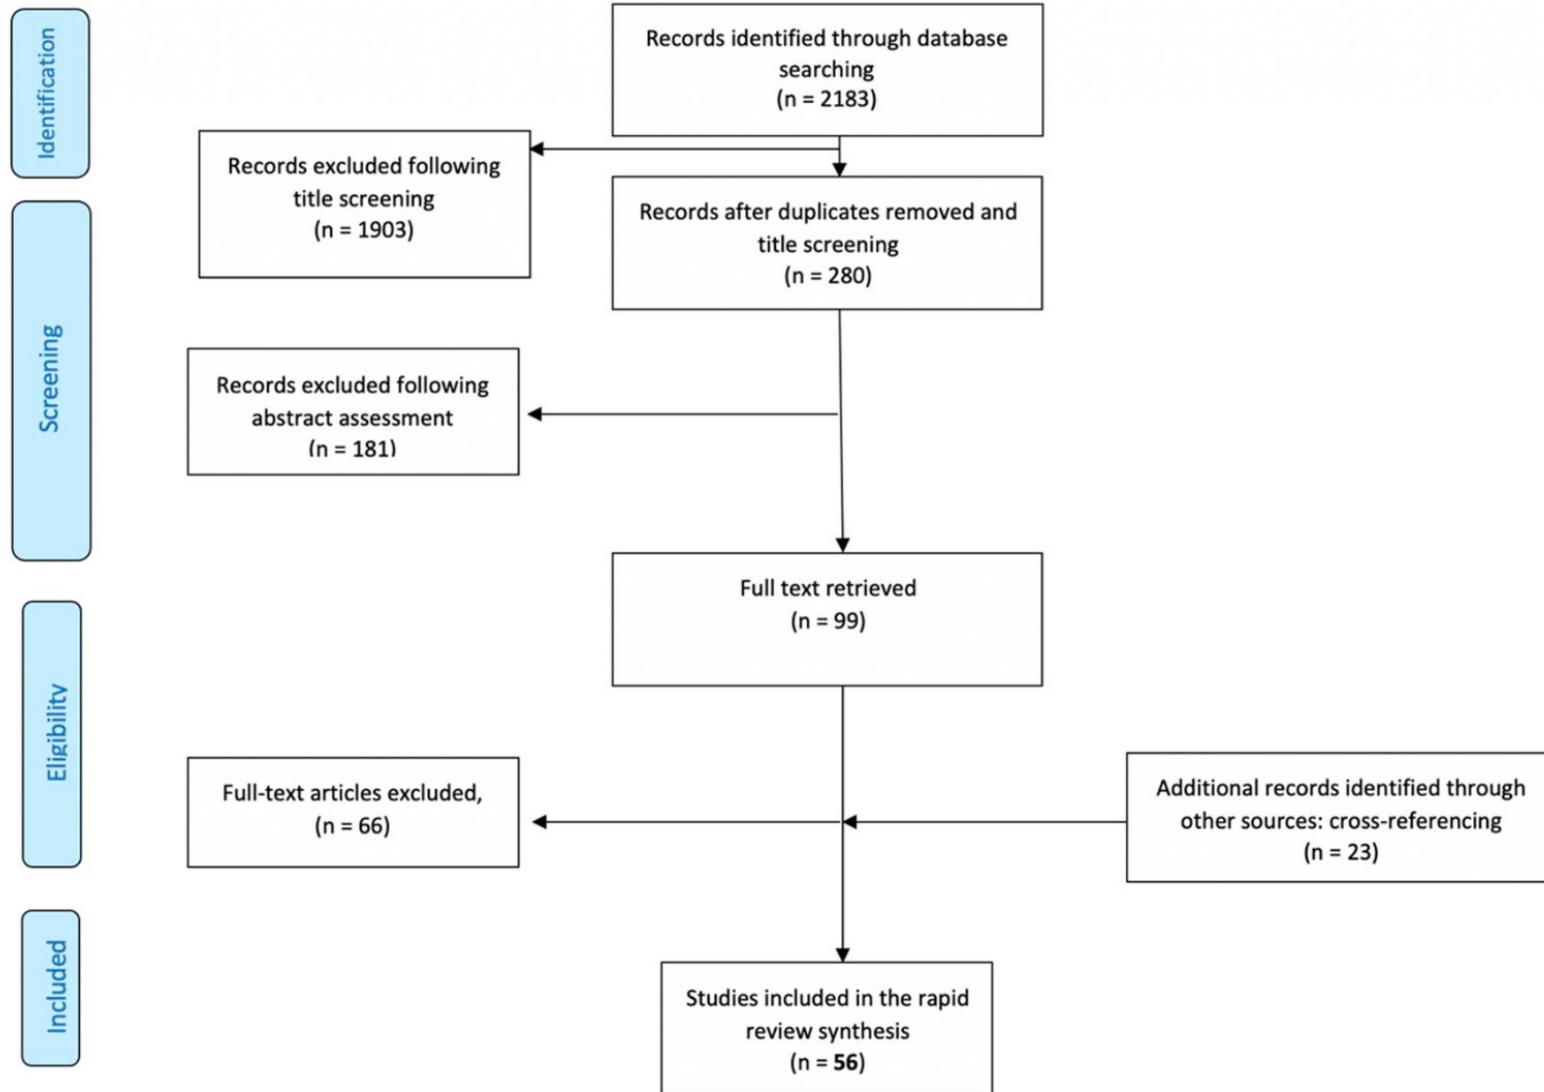 Identification
Records identified through database
searching
(n = 2183)
Records excluded following
title screening
(n = 1903)
Records after duplicates removed and
title screening
(n = 280)
Screening
Records excluded following
abstract assessment
(n = 181)
Full text retrieved
(n = 99)
Eligibility
Full-text articles excluded,
(n = 66)
Additional records identified through
other sources: cross-referencing
(n = 23)
Included
Studies included in the rapid
review synthesis
(n = 56)